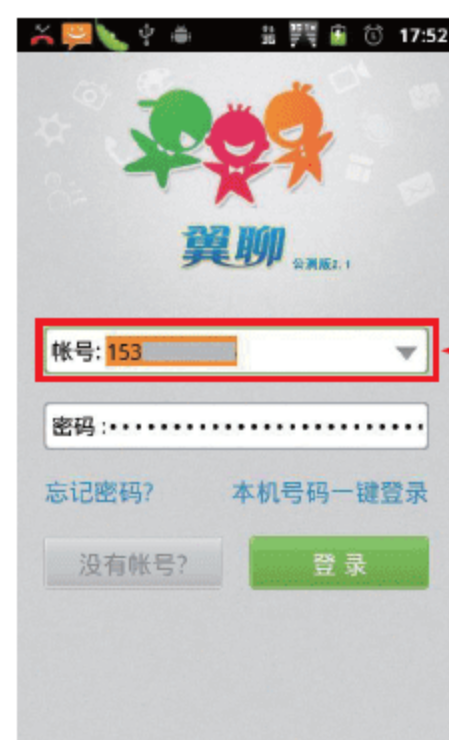 17:52
翼聊 公测版2.1
帐号: 153
密码:
忘记密码? 本机号码一键登录
没有帐号? 登录